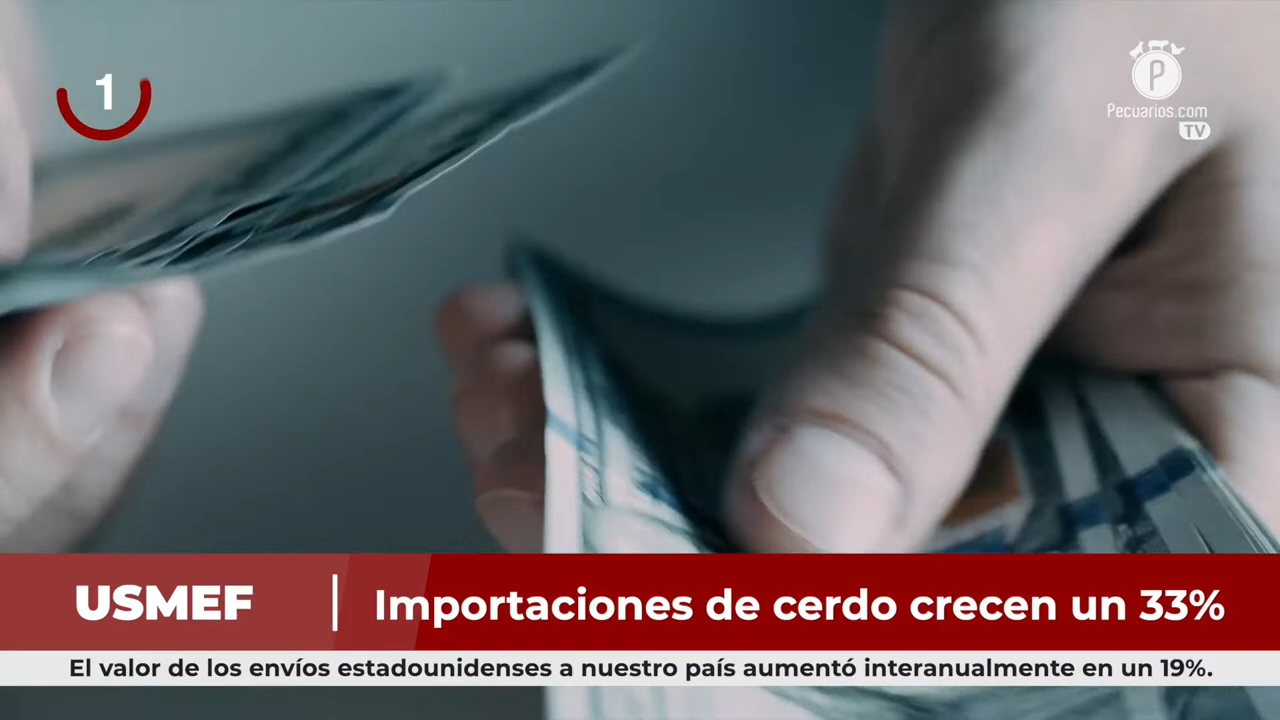 1
P
Pecuarios.com
TV
USMEF
Importaciones de cerdo crecen un 33%
El valor de los envíos estadounidenses a nuestro país aumentó interanualmente en un 19%.